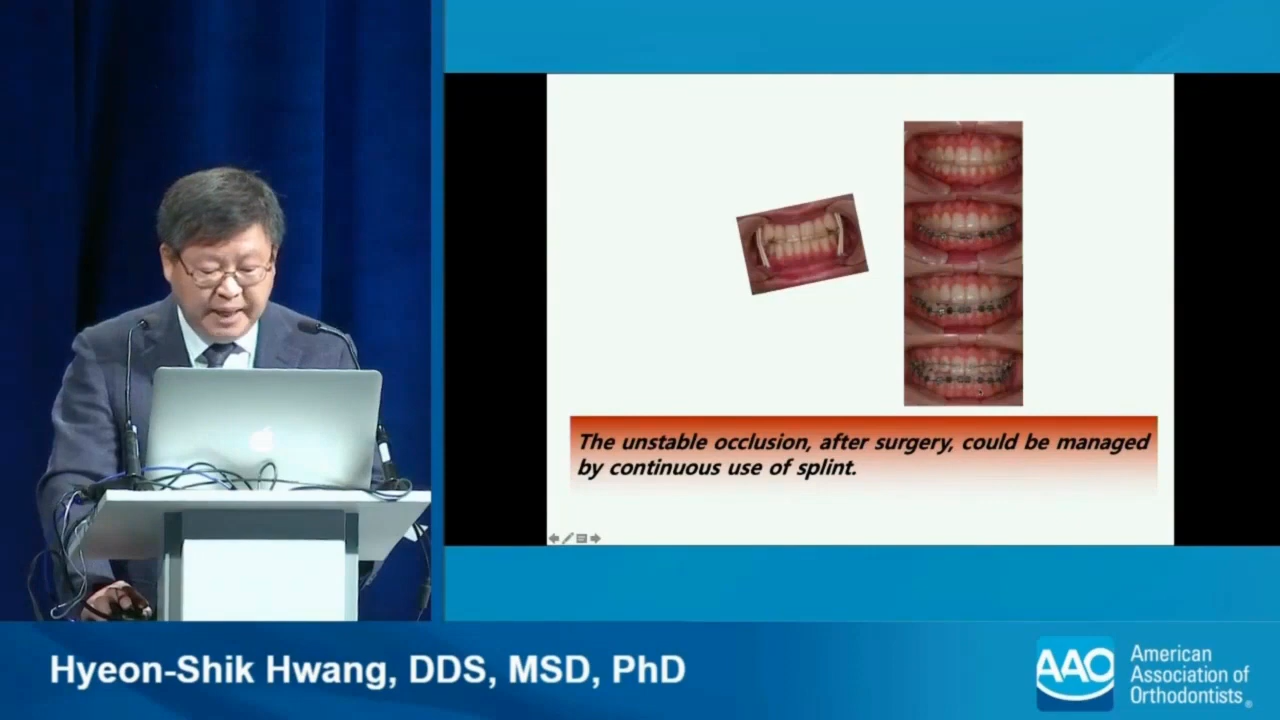 The unstable occlusion, after surgery, could be managed
by continuous use of splint.
Hyeon-Shik Hwang, DDS, MSD, PhD
AAO
American
Association of
Orthodontists®